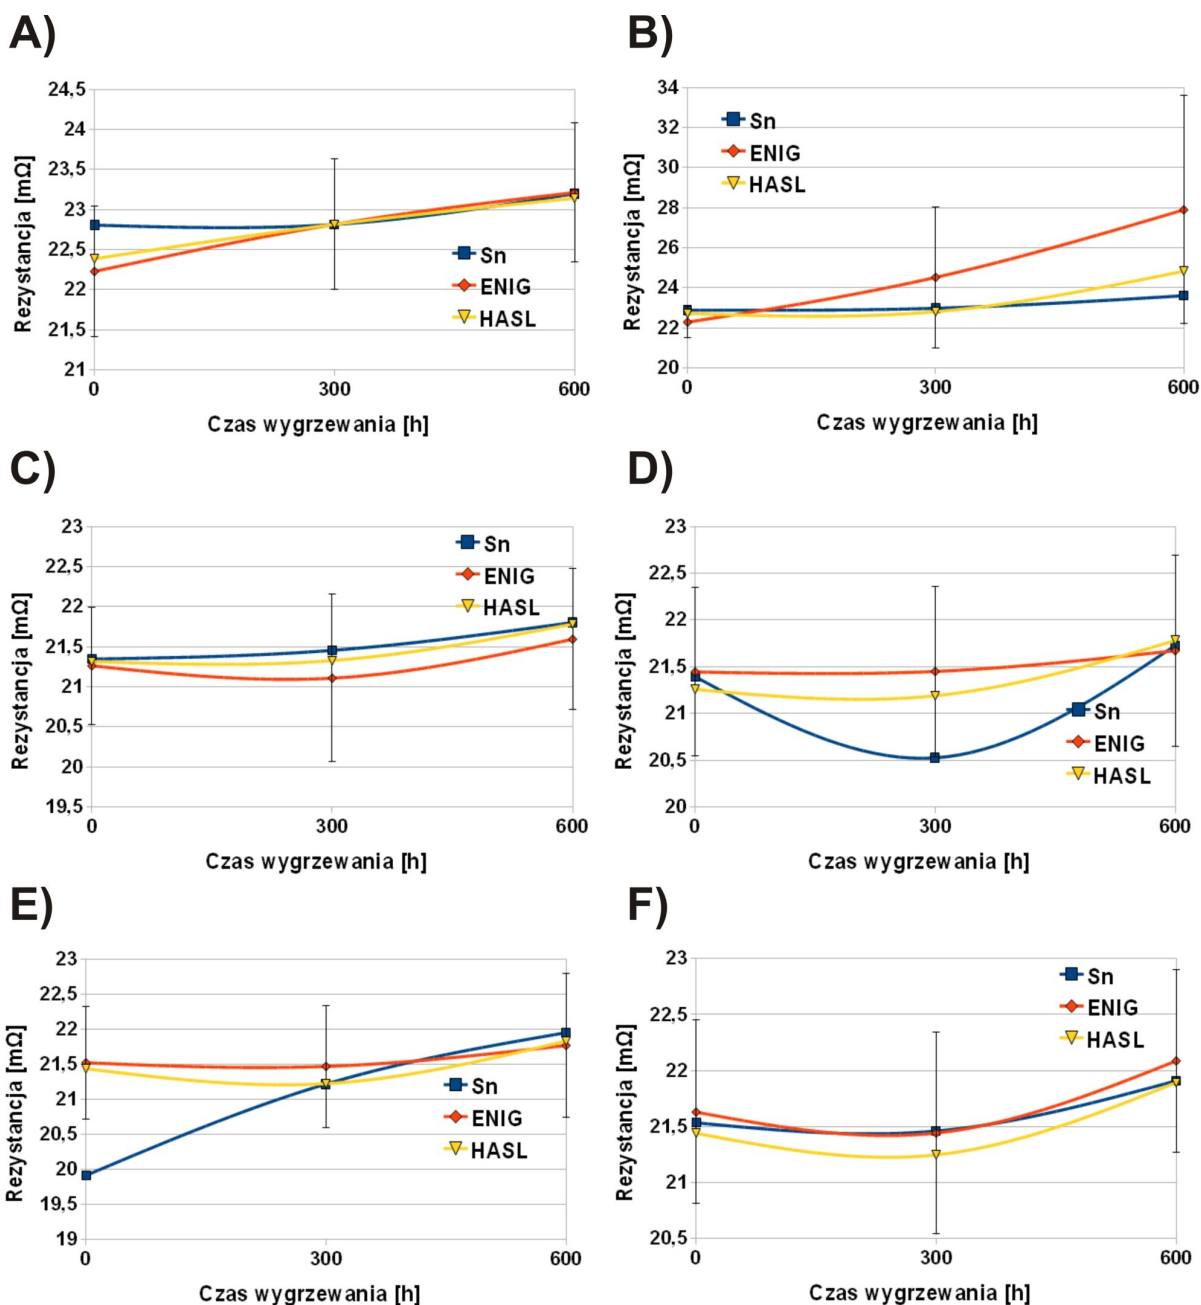 A)
24,5
24
23,5
23
22,5
22
21,5
21
Rezystancja [mΩ]
Sn
ENIG
HASL
0 300 600
Czas wygrzewania [h]
B)
34
32
30
28
26
24
22
20
Rezystancja [mΩ]
Sn
ENIG
HASL
0 300 600
Czas wygrzewania [h]
C)
23
22,5
22
21,5
21
20,5
20
19,5
Rezystancja [mΩ]
Sn
ENIG
HASL
0 300 600
Czas wygrzewania [h]
D)
23
22,5
22
21,5
21
20,5
20
Rezystancja [mΩ]
Sn
ENIG
HASL
0 300 600
Czas wygrzewania [h]
E)
23
22,5
22
21,5
21
20,5
20
19,5
19
Rezystancja [mΩ]
Sn
ENIG
HASL
0 300 600
Czas wygrzewania [h]
F)
23
22,5
22
21,5
21
20,5
Rezystancja [mΩ]
Sn
ENIG
HASL
0 300 600
Czas wygrzewania [h]